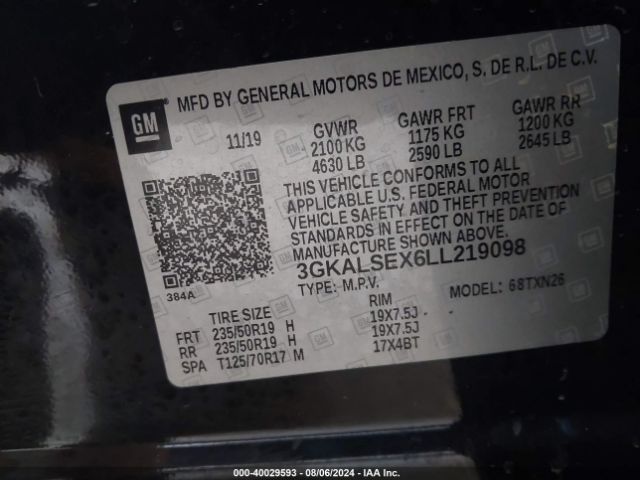 GM
MFD BY GENERAL MOTORS DE MEXICO, S. DE R.L. DE C.V.
11/19 GVWR GAWR FRT GAWR RR
2100 KG 1175 KG 1200 KG
4630 LB 2590 LB 2645 LB
THIS VEHICLE CONFORMS TO ALL
APPLICABLE U.S. FEDERAL MOTOR
VEHICLE SAFETY AND THEFT PREVENTION
STANDARDS IN EFFECT ON THE DATE OF
MANUFACTURE SHOWN ABOVE.
3GKALSEX6LL219098
384A
TYPE: M.P.V. MODEL: 68TXN26
TIRE SIZE RIM
FRT 235/50R19 H 19X7.5J
RR 235/50R19 H 19X7.5J
SPA T125/70R17 M 17X4BT
000-40029593 - 08/06/2024 - IAA Inc.